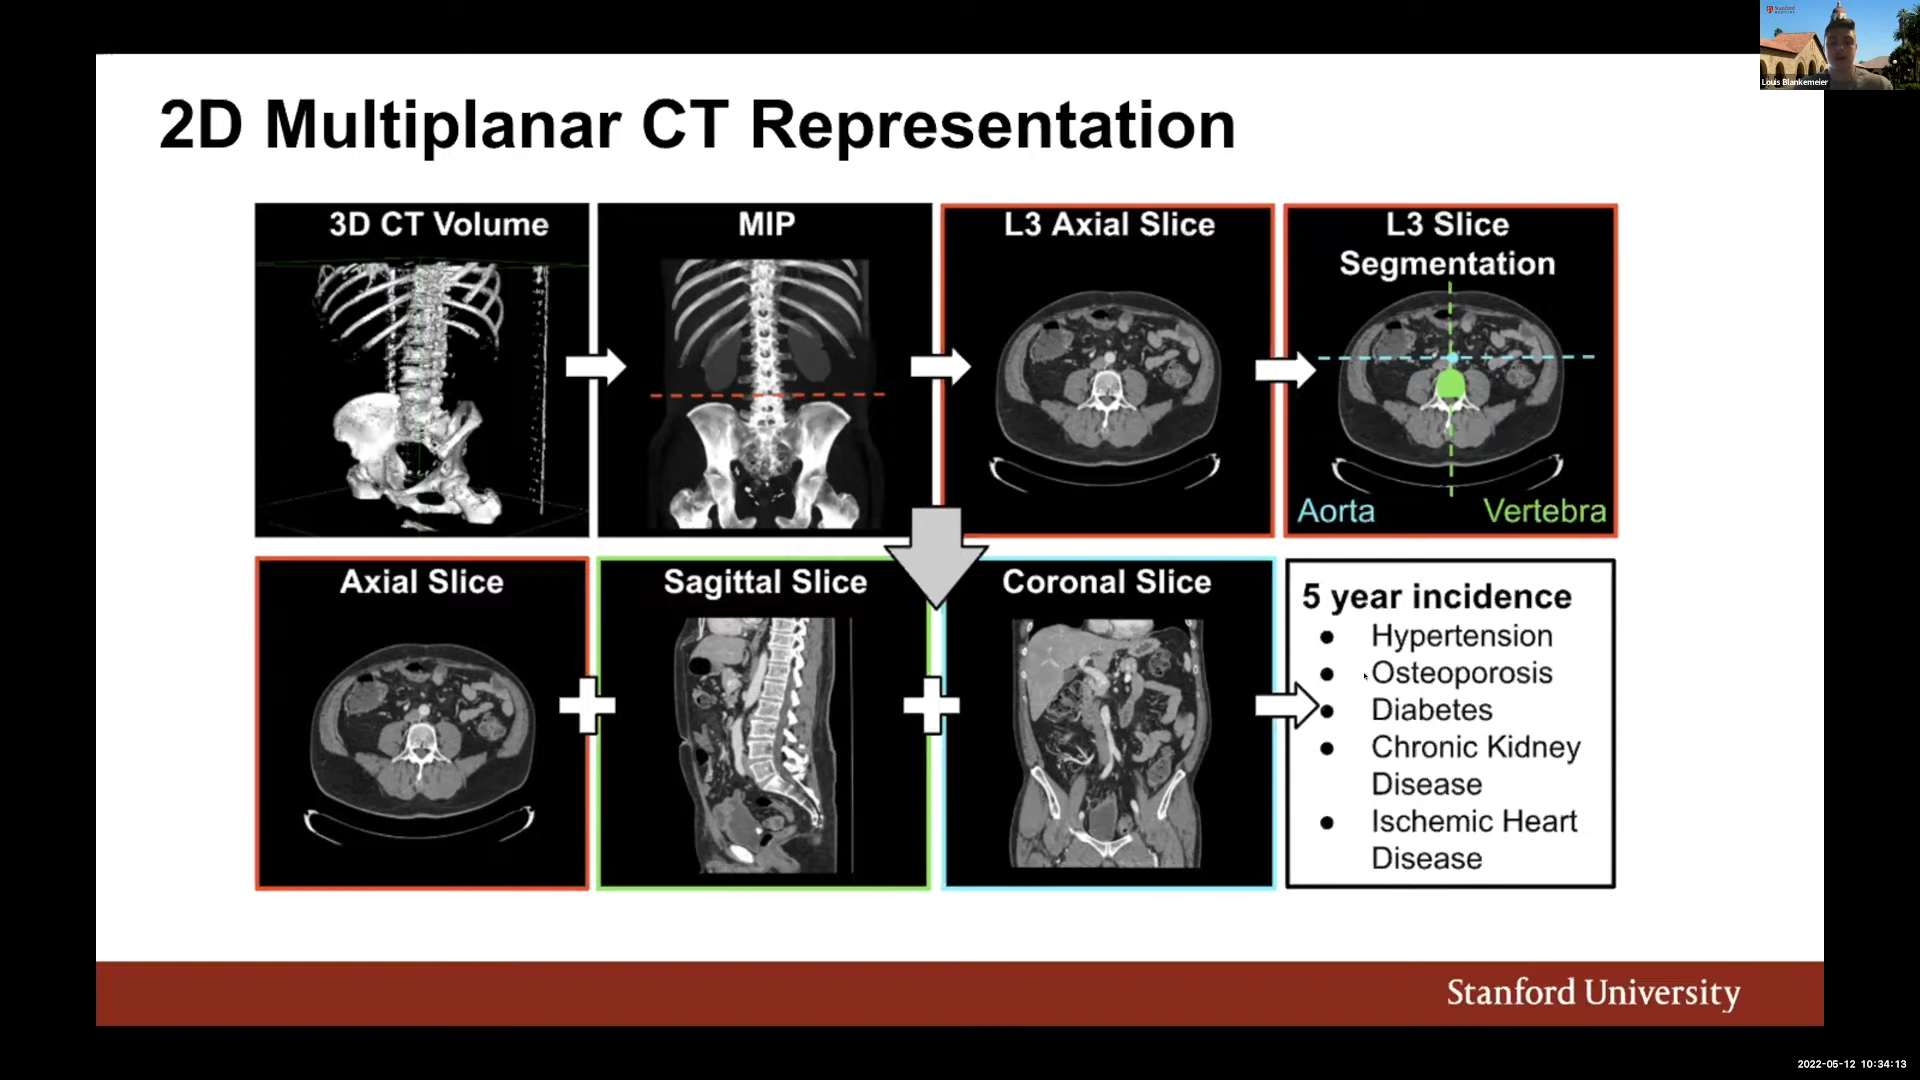 Stanford
Louis Blankemeier
2D Multiplanar CT Representation
3D CT Volume
MIP
L3 Axial Slice
L3 Slice
Segmentation
Aorta
Vertebra
Axial Slice
Sagittal Slice
Coronal Slice
5 year incidence
● Hypertension
● Osteoporosis
● Diabetes
● Chronic Kidney
Disease
● Ischemic Heart
Disease
Stanford University
2022-05-12 10:34:13